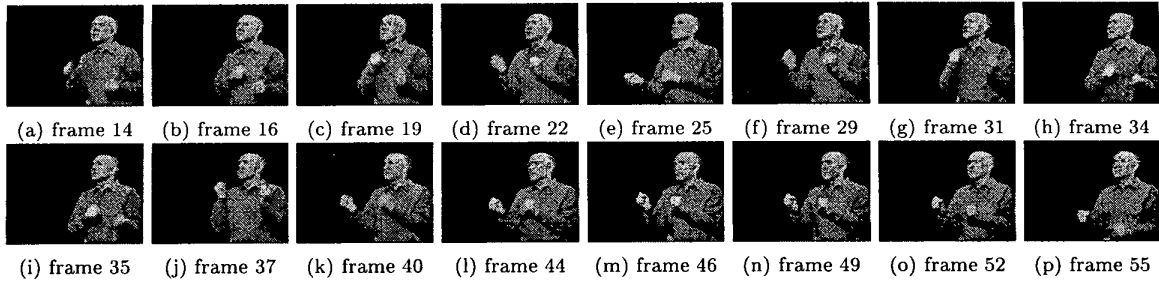 (a) frame 14 (b) frame 16 (c) frame 19 (d) frame 22 (e) frame 25 (f) frame 29 (g) frame 31 (h) frame 34
(i) frame 35 (j) frame 37 (k) frame 40 (l) frame 44 (m) frame 46 (n) frame 49 (o) frame 52 (p) frame 55